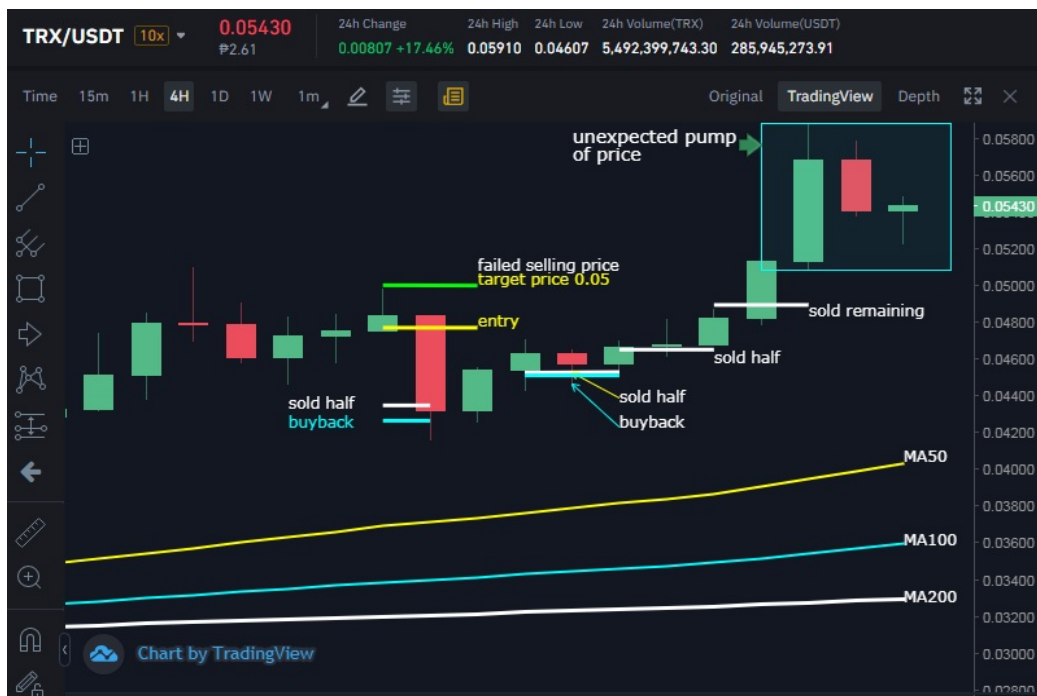 TRX/USDT 10x 0.05430 24h Change 24h High 24h Low 24h Volume(TRX) 24h Volume(USDT)
₱2.61 0.00807 +17.46% 0.05910 0.04607 5,492,399,743.30 285,945,273.91
Time 15m 1H 4H 1D 1W 1m Original TradingView Depth
unexpected pump
of price
failed selling price
target price 0.05
entry
sold remaining
sold half
sold half
sold half
buyback
buyback
MA50
MA100
MA200
Chart by TradingView
0.05800
0.05600
0.05430
0.05200
0.05000
0.04800
0.04600
0.04400
0.04200
0.04000
0.03800
0.03600
0.03400
0.03200
0.03000